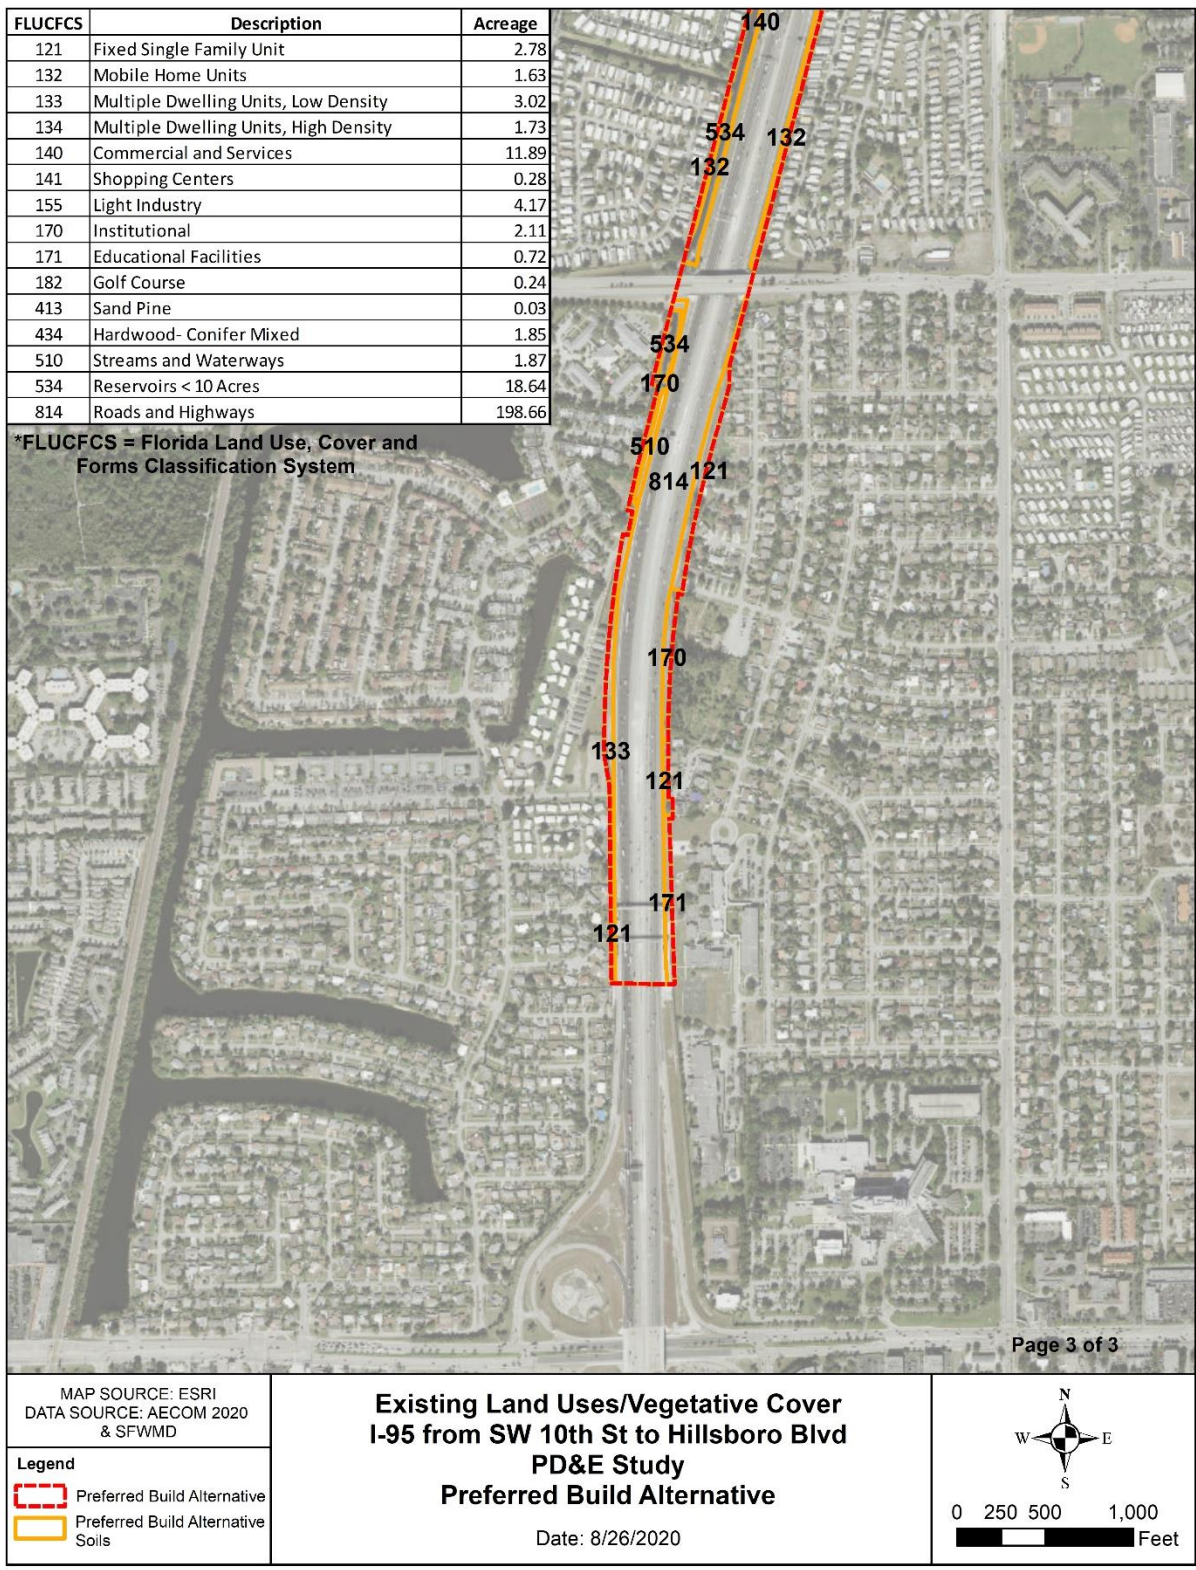 FLUCFCS Description Acreage
121 Fixed Single Family Unit 2.78
132 Mobile Home Units 1.63
133 Multiple Dwelling Units, Low Density 3.02
134 Multiple Dwelling Units, High Density 1.73
140 Commercial and Services 11.89
141 Shopping Centers 0.28
155 Light Industry 4.17
170 Institutional 2.11
171 Educational Facilities 0.72
182 Golf Course 0.24
413 Sand Pine 0.03
434 Hardwood- Conifer Mixed 1.85
510 Streams and Waterways 1.87
534 Reservoirs < 10 Acres 18.64
814 Roads and Highways 198.66
*FLUCFCS = Florida Land Use, Cover and
Forms Classification System
140
534
132
132
534
170
510
814
121
170
133
121
171
121
Page 3 of 3
MAP SOURCE: ESRI
DATA SOURCE: AECOM 2020
& SFWMD
Legend
Preferred Build Alternative
Preferred Build Alternative
Soils
Existing Land Uses/Vegetative Cover
I-95 from SW 10th St to Hillsboro Blvd
PD&E Study
Preferred Build Alternative
Date: 8/26/2020
N
W E
S
0 250 500 1,000
Feet